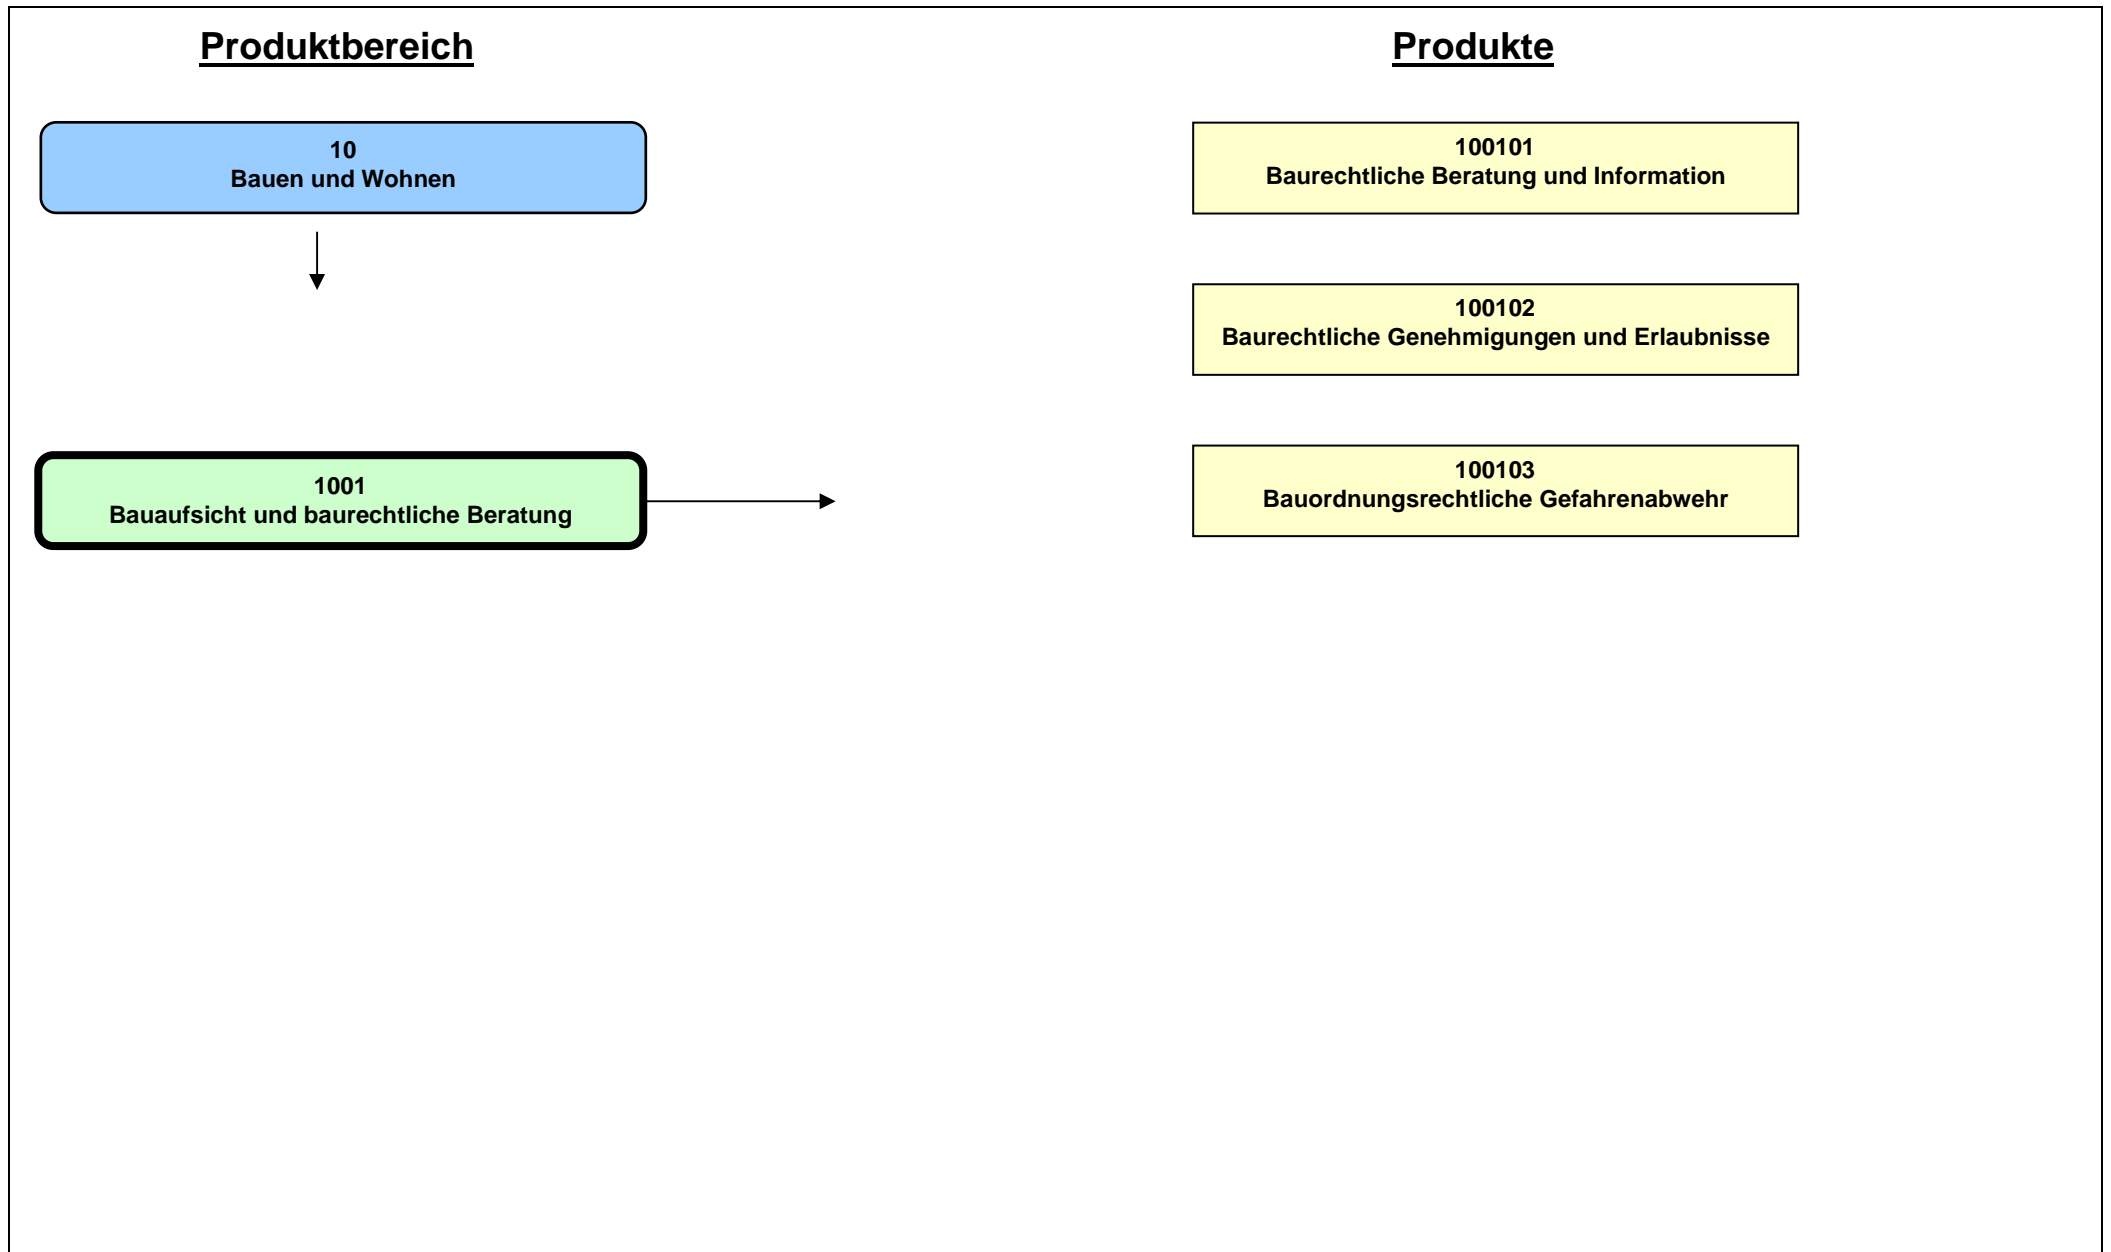 Produktbereich
Produkte
10
Bauen und Wohnen
1001
Bauaufsicht und baurechtliche Beratung
100101
Baurechtliche Beratung und Information
100102
Baurechtliche Genehmigungen und Erlaubnisse
100103
Bauordnungsrechtliche Gefahrenabwehr